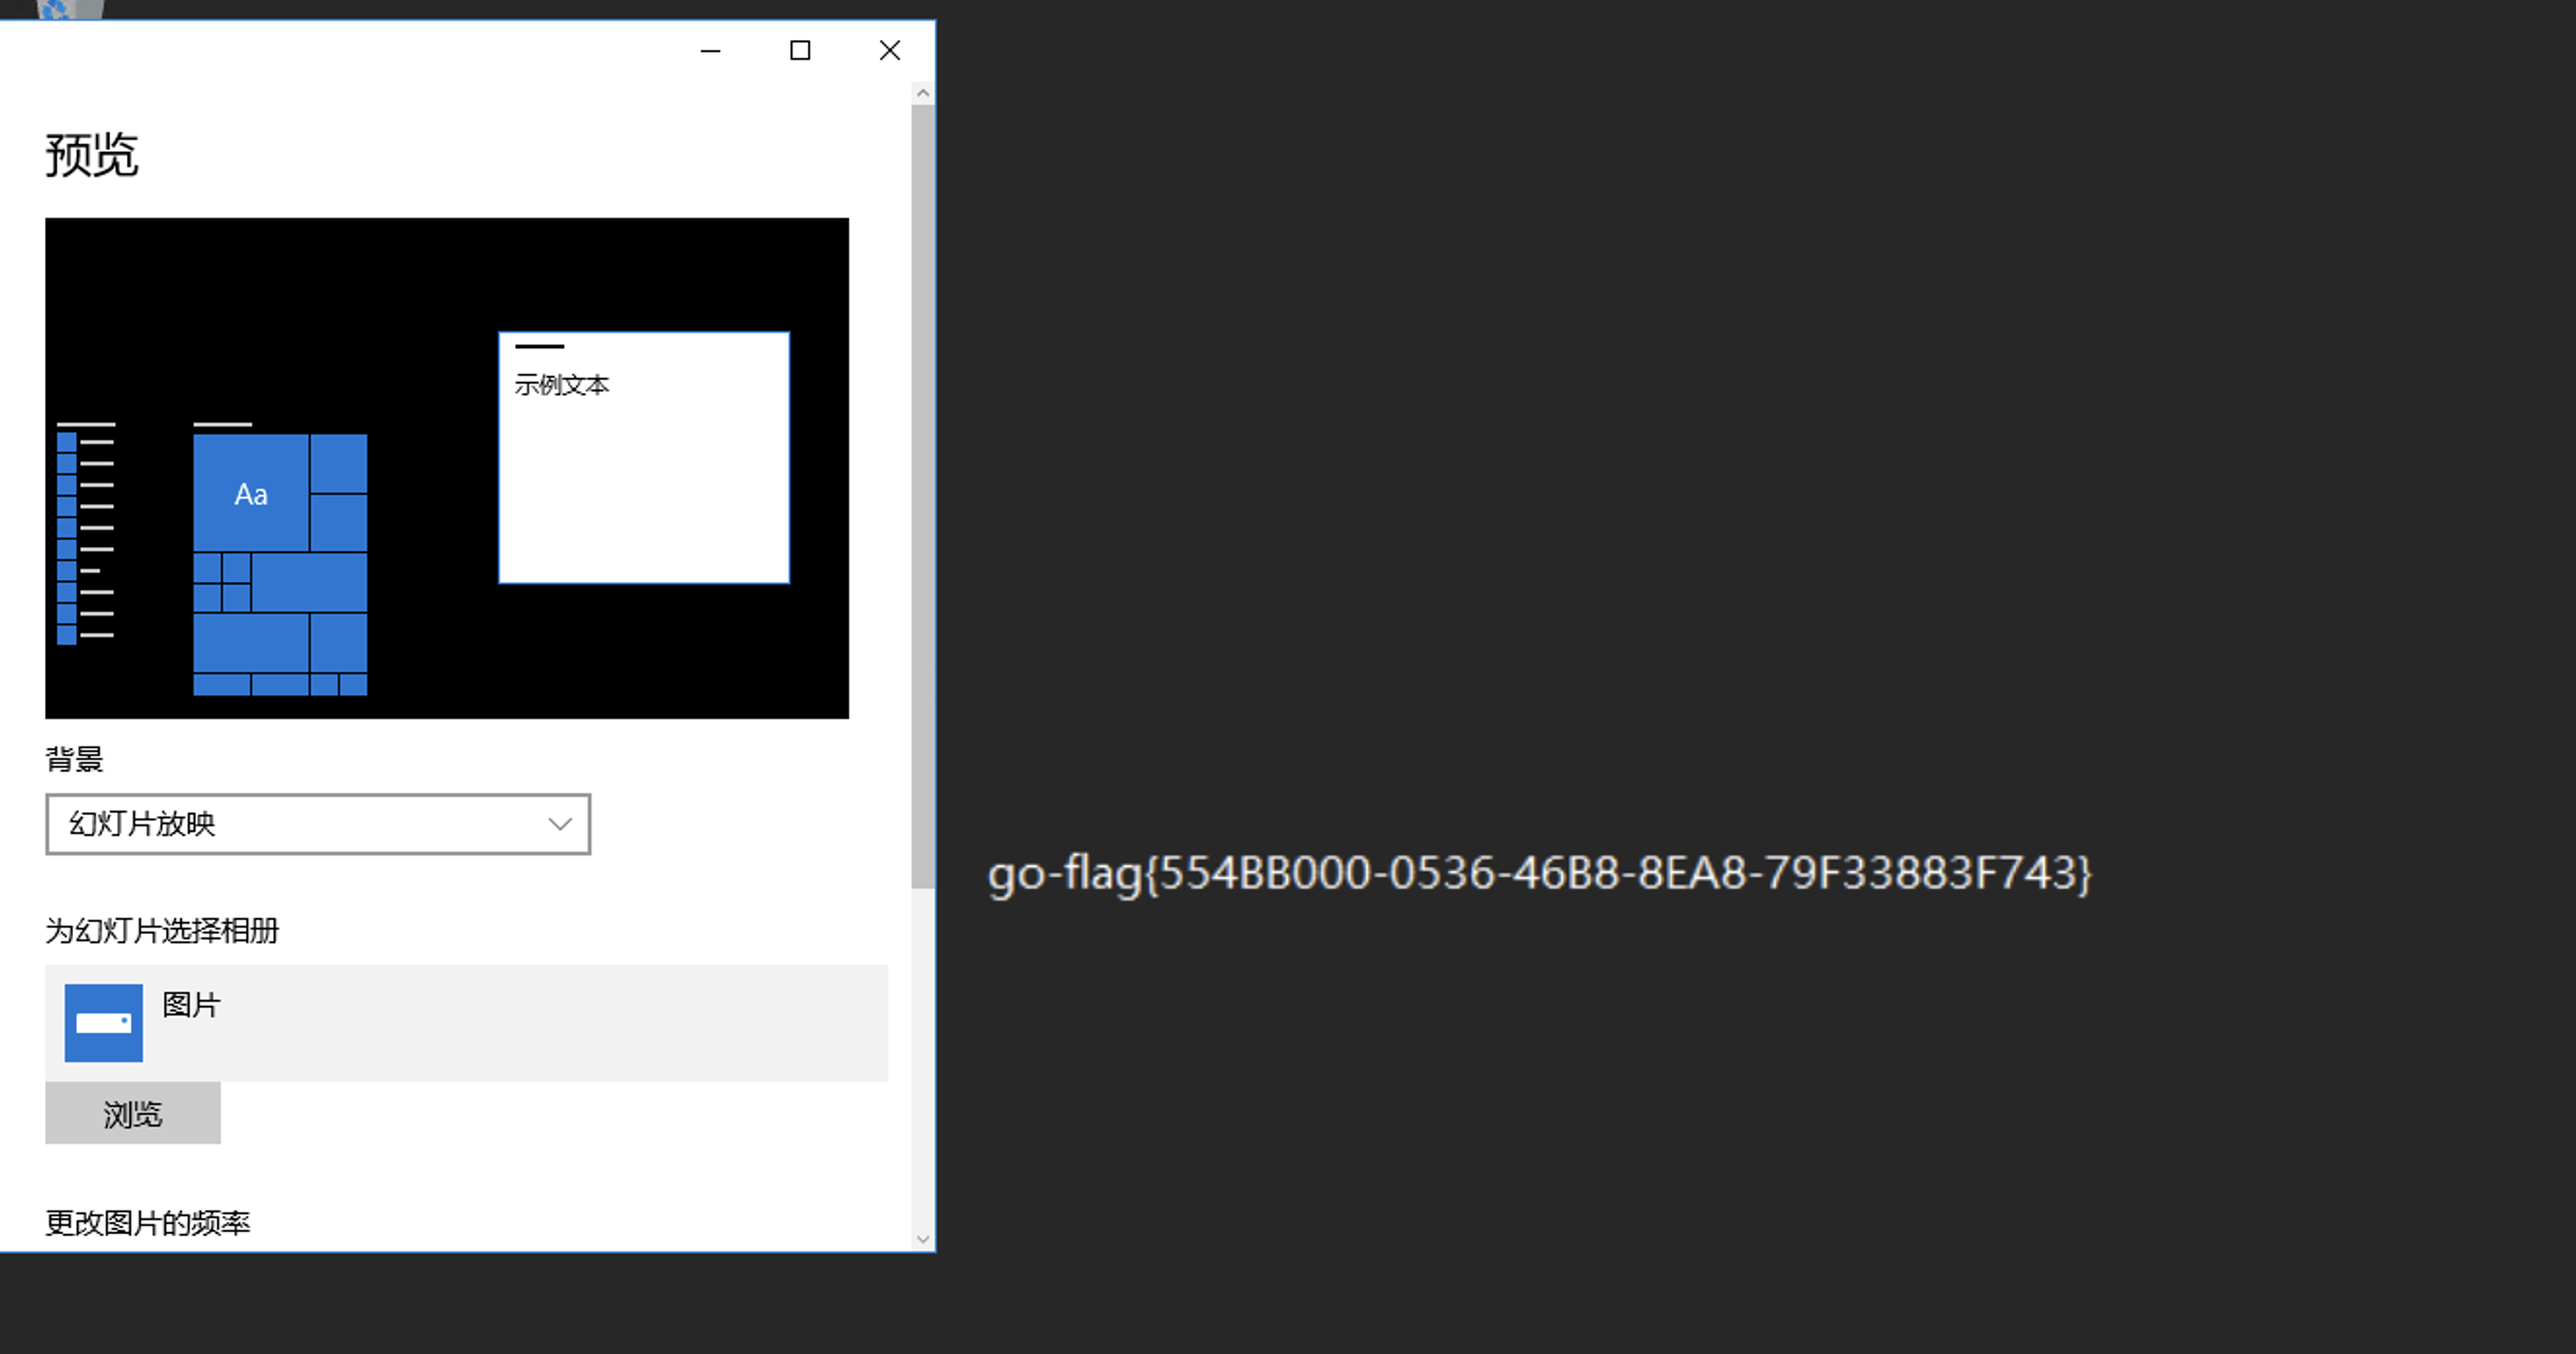 预览
示例文本
Aa
背景
幻灯片放映
go-flag{554BB000-0536-46B8-8EA8-79F33883F743}
为幻灯片选择相册
图片
浏览
更改图片的频率